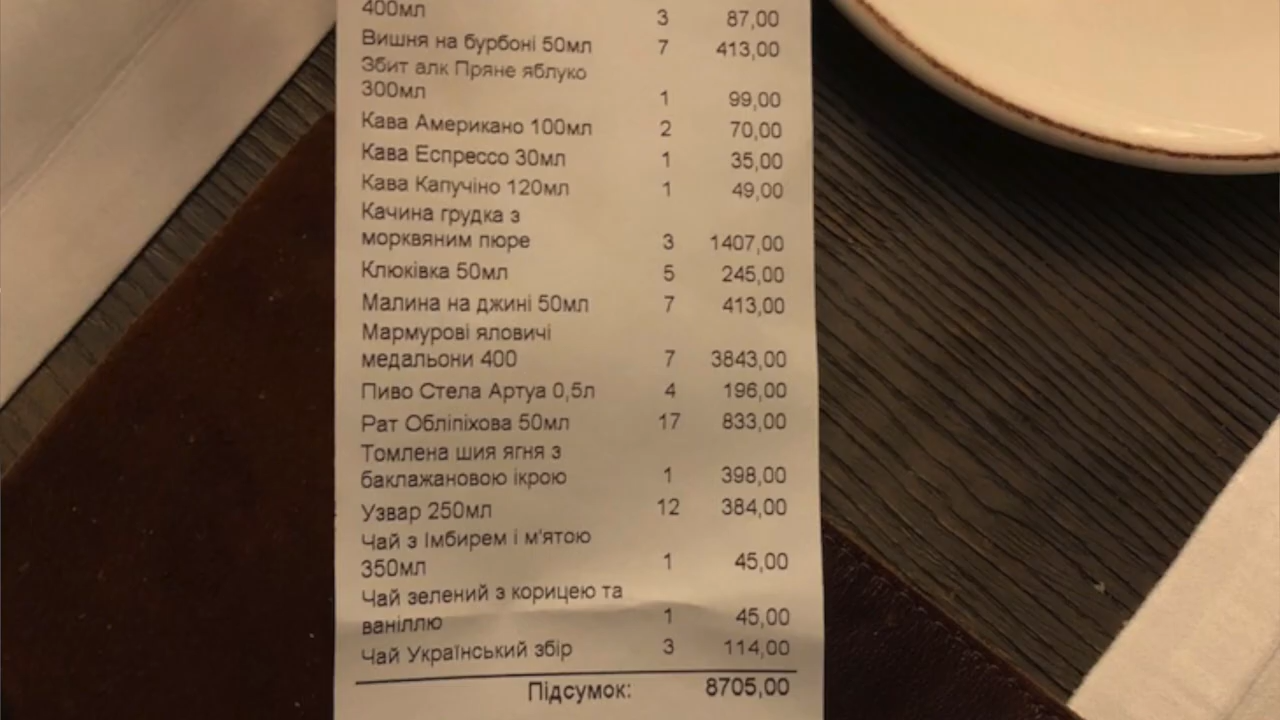 400мл 3 87,00
Вишня на бурбоні 50мл 7 413,00
Збит алк Пряне яблуко
300мл 1 99,00
Кава Американо 100мл 2 70,00
Кава Еспрессо 30мл 1 35,00
Кава Капучіно 120мл 1 49,00
Качина грудка з
морквяним пюре 3 1407,00
Клюківка 50мл 5 245,00
Малина на джині 50мл 7 413,00
Мармурові яловичі
медальони 400 7 3843,00
Пиво Стела Артуа 0,5л 4 196,00
Рат Обліпіхова 50мл 17 833,00
Томлена шия ягня з
баклажановою ікрою 1 398,00
Узвар 250мл 12 384,00
Чай з Імбирем і м'ятою
350мл 1 45,00
Чай зелений з корицею та
ваніллю 1 45,00
Чай Український збір 3 114,00
Підсумок: 8705,00